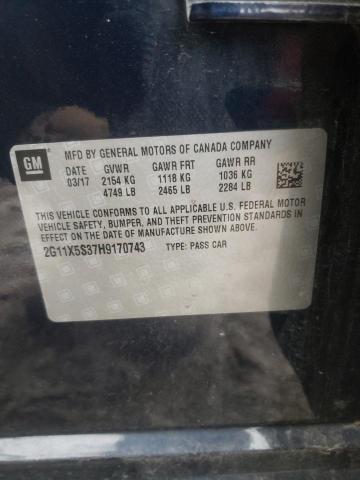 GM
MFD BY GENERAL MOTORS OF CANADA COMPANY
DATE GVWR GAWR FRT GAWR RR
03/17 2154 KG 1118 KG 1036 KG
4749 LB 2465 LB 2284 LB
THIS VEHICLE CONFORMS TO ALL APPLICABLE U.S. FEDERAL MOTOR
VEHICLE SAFETY, BUMPER, AND THEFT PREVENTION STANDARDS IN
EFFECT ON THE DATE OF MANUFACTURE SHOWN ABOVE.
2G11X5S37H9170743 TYPE: PASS CAR